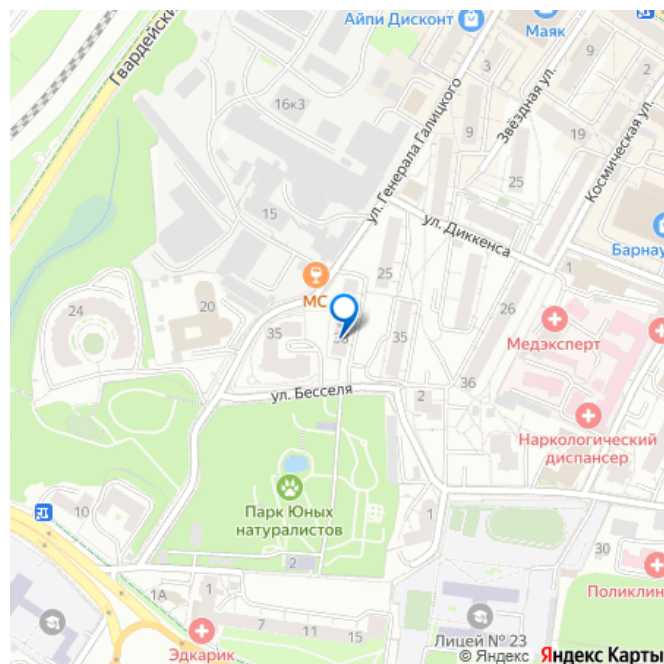 Айпи Дисконт
Маяк
Гвардейски
3
9
2
16к3
9
ул. Генерала Галицкого
Звёздная ул.
19
Космическая ул.
25
15
ул. Диккенса
Барнау
25
1
МС
24
20
26
Медэксперт
35
35
36
ул. Бесселя
2
Наркологический
диспансер
Парк Юных
натуралистов
10
1
2
30
Поликлин
1А
1
7
11
15
Эдкарик
Лицей № 23
© Яндекс Яндекс Карты